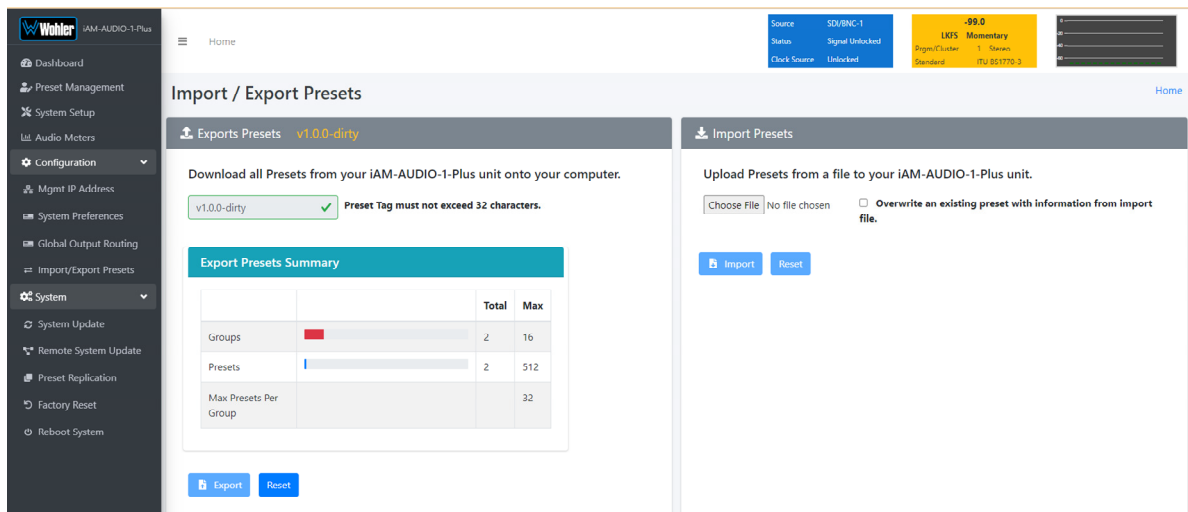 Wohler iAM-AUDIO-1-Plus
Dashboard
Preset Management
System Setup
Audio Meters
Configuration
Mgmt IP Address
System Preferences
Global Output Routing
Import/Export Presets
System
System Update
Remote System Update
Preset Replication
Factory Reset
Reboot System
Home
Source SDI/BNC-1
Status Signal Unlocked
Clock Source Unlocked
-99.0
LKFS Momentary
Prgm/Cluster 1 Stereo
Standard ITU BS1770-3
Import / Export Presets
Home
Exports Presets v1.0.0-dirty
Download all Presets from your iAM-AUDIO-1-Plus unit onto your computer.
v1.0.0-dirty Preset Tag must not exceed 32 characters.
Export Presets Summary
Total Max
Groups 2 16
Presets 2 512
Max Presets Per
Group
32
Export Reset
Import Presets
Upload Presets from a file to your iAM-AUDIO-1-Plus unit.
Choose File No file chosen
Overwrite an existing preset with information from import
file.
Import Reset